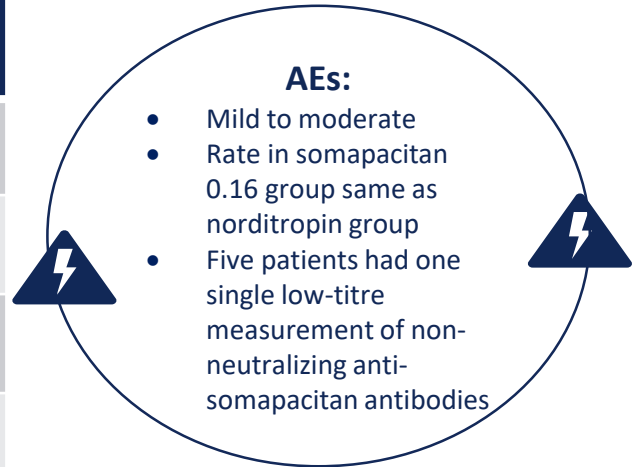 AEs:
• Mild to moderate
• Rate in somapacitan
0.16 group same as
norditropin group
• Five patients had one
single low-titre
measurement of non-
neutralizing anti-
somapacitan antibodies